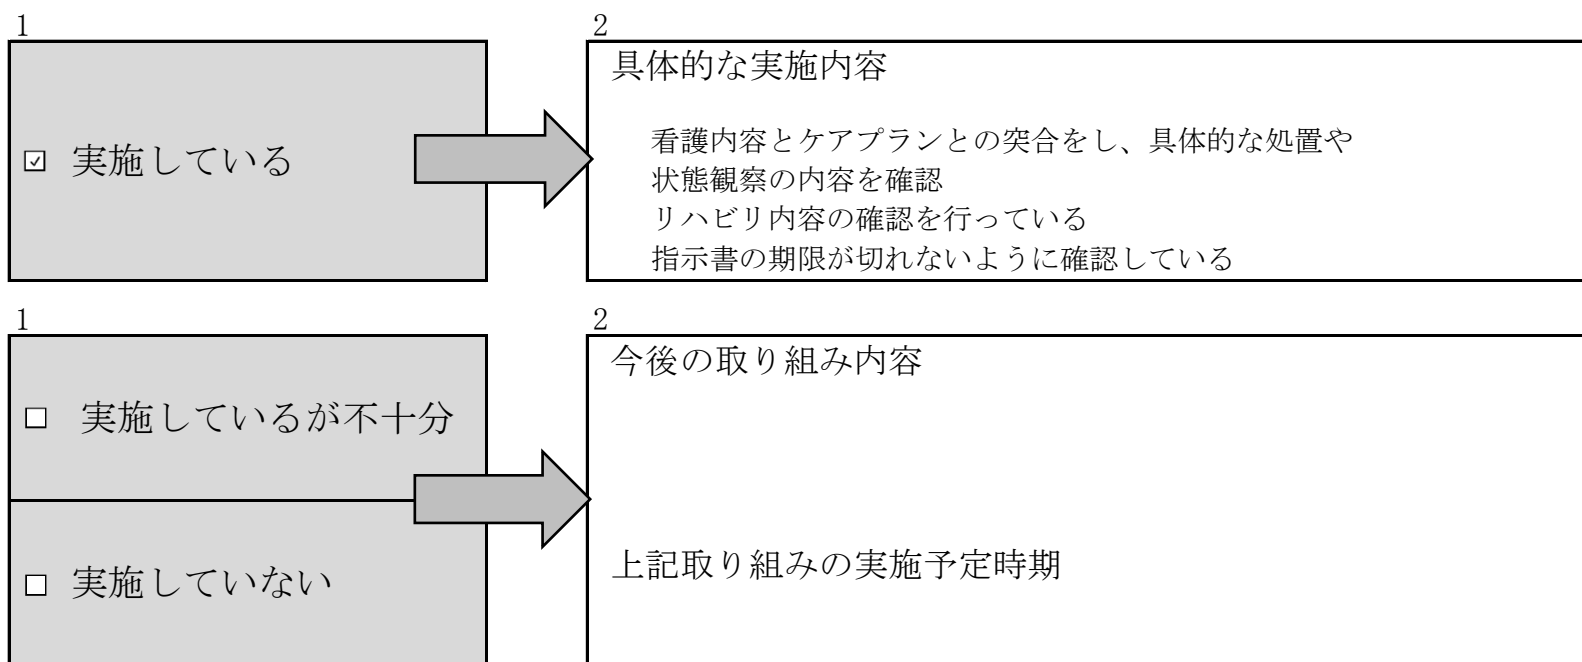 1
2
☑ 実施している
具体的な実施内容
看護内容とケアプランとの突合をし、具体的な処置や
状態観察の内容を確認
リハビリ内容の確認を行っている
指示書の期限が切れないように確認している
1
2
☐ 実施しているが不十分
☐ 実施していない
今後の取り組み内容
上記取り組みの実施予定時期